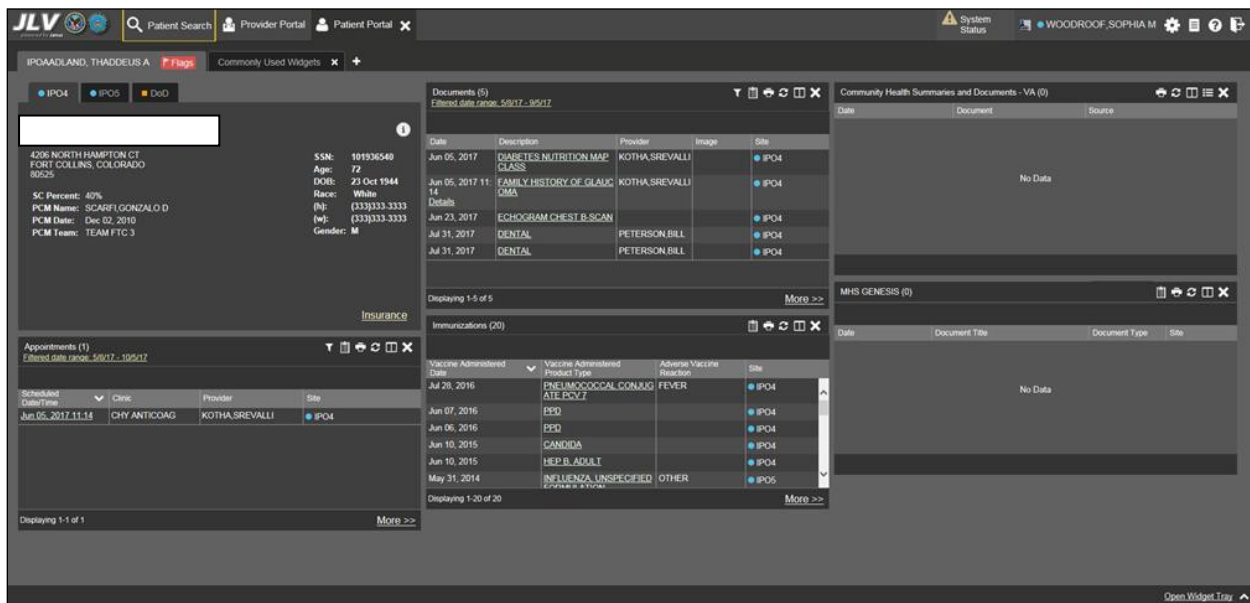 JLV
Patient Search
Provider Portal
Patient Portal
System Status
WOODROOF,SOPHIA M
IPOAADLAND, THADDEUS A
Flags
Commonly Used Widgets
IPO4
IPO5
DoD
4206 NORTH HAMPTON CT
FORT COLLINS, COLORADO
80525
SC Percent: 40%
PCM Name: SCARFI,GONZALO D
PCM Date: Dec 02, 2010
PCM Team: TEAM FTC 3
SSN: 101936540
Age: 72
DOB: 23 Oct 1944
Race: White
(h): (333)333-3333
(w): (333)333-3333
Gender: M
Insurance
Appointments (1)
Filtered date range: 5/8/17 - 10/5/17
Scheduled Date/Time Clinic Provider Site
Jun 05, 2017 11:14 CHY ANTICOAG KOTHA,SREVALLI IPO4
Displaying 1-1 of 1
More >>
Documents (5)
Filtered date range: 5/8/17 - 9/5/17
Date Description Provider Image Site
Jun 05, 2017 DIABETES NUTRITION MAP CLASS KOTHA,SREVALLI IPO4
Jun 05, 2017 11:14 FAMILY HISTORY OF GLAUCOMA KOTHA,SREVALLI IPO4
Details
Jun 23, 2017 ECHOGRAM CHEST B-SCAN IPO4
Jul 31, 2017 DENTAL PETERSON,BILL IPO4
Jul 31, 2017 DENTAL PETERSON,BILL IPO4
Displaying 1-5 of 5
More >>
Immunizations (20)
Vaccine Administered Date Vaccine Administered Product Type Adverse Vaccine Reaction Site
Jul 28, 2016 PNEUMOCOCCAL CONJUGATE PCV 7 FEVER IPO4
Jun 07, 2016 PPD IPO4
Jun 06, 2016 PPD IPO4
Jun 10, 2015 CANDIDA IPO4
Jun 10, 2015 HEP B, ADULT IPO4
May 31, 2014 INFLUENZA, UNSPECIFIED FORMULATION OTHER IPO5
Displaying 1-20 of 20
More >>
Community Health Summaries and Documents - VA (0)
Date Document Source
No Data
MHS GENESIS (0)
Date Document Title Document Type Site
No Data
Open Widget Tray